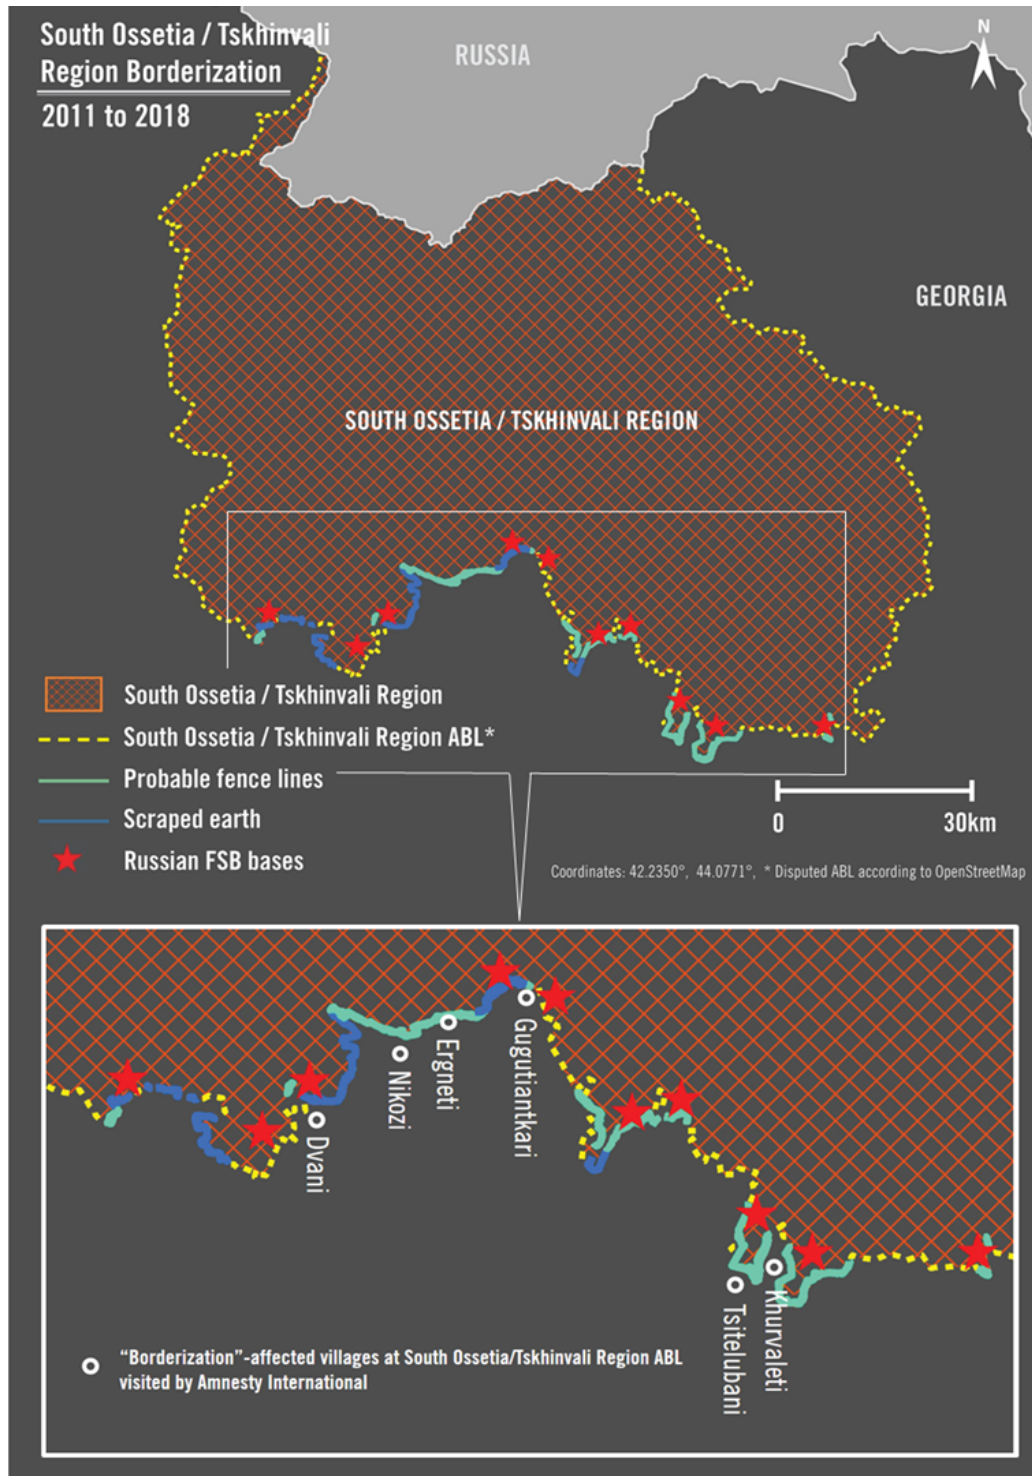 South Ossetia / Tskhinvali
Region Borderization
2011 to 2018
RUSSIA
N
GEORGIA
SOUTH OSSETIA / TSKHINVALI REGION
South Ossetia / Tskhinvali Region
South Ossetia / Tskhinvali Region ABL*
Probable fence lines
Scraped earth
Russian FSB bases
0 30km
Coordinates: 42.2350°, 44.0771°, * Disputed ABL according to OpenStreetMap
Dvani
Nikozi
Ergneti
Gugutiantkari
Tsitelubani
Khurvaleti
"Borderization"-affected villages at South Ossetia/Tskhinvali Region ABL
visited by Amnesty International